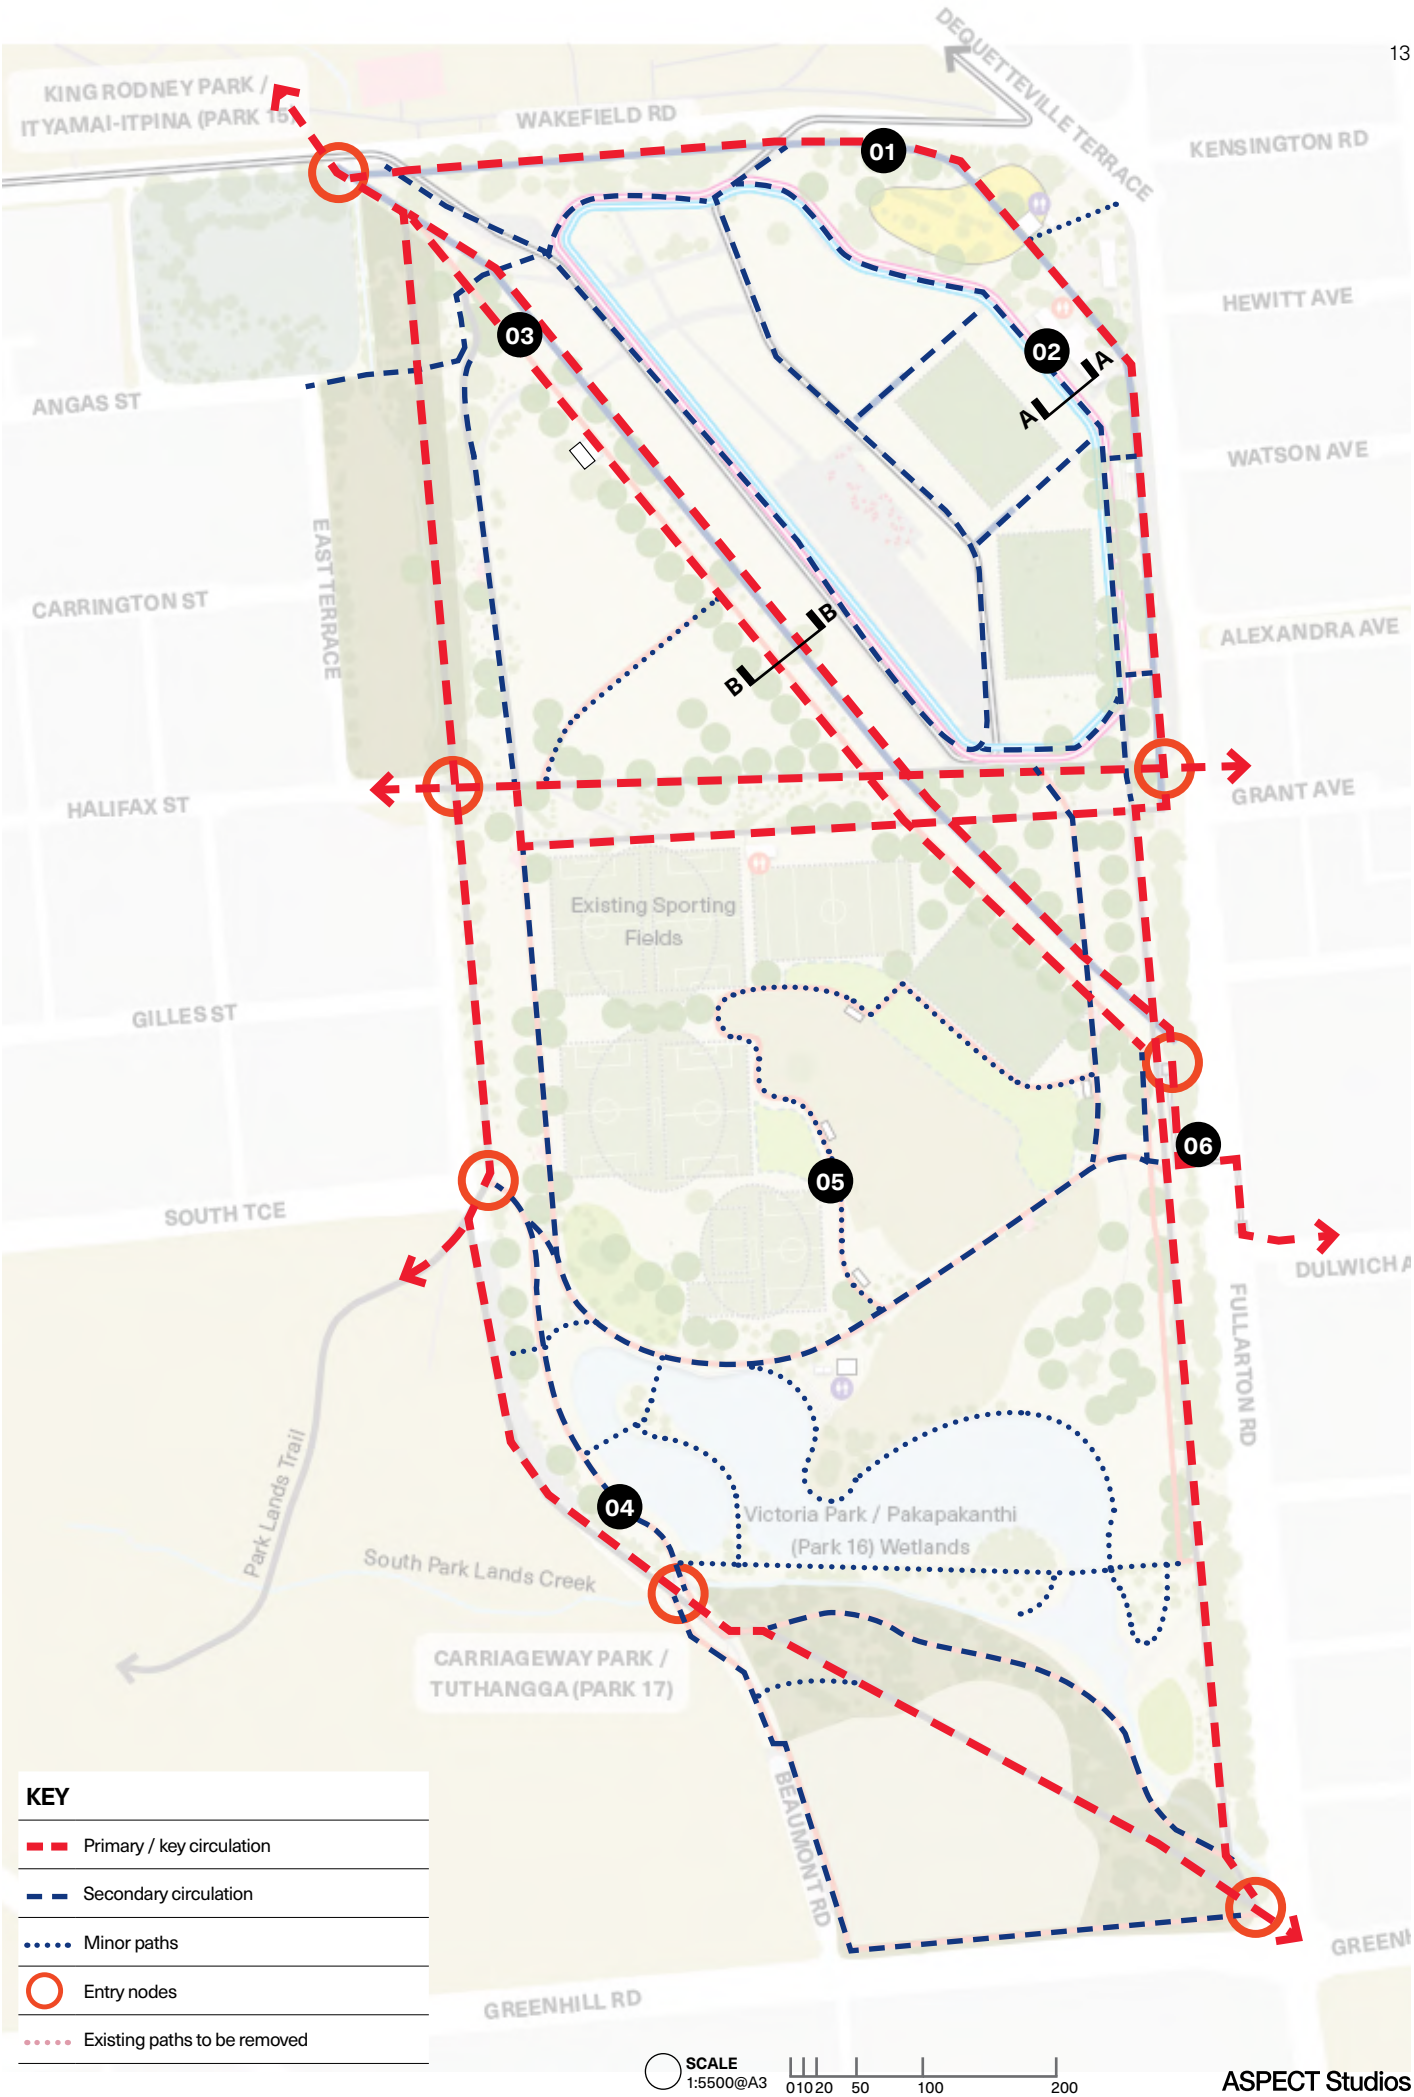 13
DEQUETTEVILLE TERRACE
KING RODNEY PARK /
ITYAMAI-ITPINA (PARK 15)
WAKEFIELD RD
KENSINGTON RD
01
HEWITT AVE
03
02
A
A
ANGAS ST
WATSON AVE
EAST TERRACE
CARRINGTON ST
B
B
ALEXANDRA AVE
HALIFAX ST
GRANT AVE
Existing Sporting
Fields
GILLES ST
06
05
SOUTH TCE
DULWICH A
FULLARTON RD
Park Lands Trail
04
Victoria Park / Pakapakanthi
(Park 16) Wetlands
South Park Lands Creek
CARRIAGEWAY PARK /
TUTHANGGA (PARK 17)
BEAUMONT RD
KEY
Primary / key circulation
Secondary circulation
Minor paths
Entry nodes
Existing paths to be removed
GREENHILL RD
GREENH
SCALE
1:5500@A3
0 10 20 50 100 200
ASPECT Studios